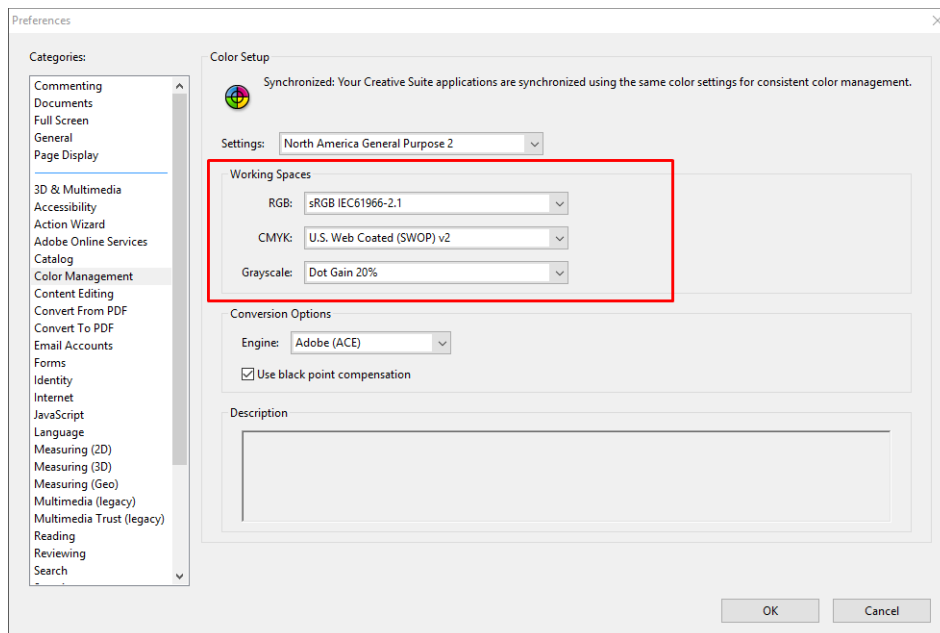 Preferences
Categories:
Commenting
Documents
Full Screen
General
Page Display
3D & Multimedia
Accessibility
Action Wizard
Adobe Online Services
Catalog
Color Management
Content Editing
Convert From PDF
Convert To PDF
Email Accounts
Forms
Identity
Internet
JavaScript
Language
Measuring (2D)
Measuring (3D)
Measuring (Geo)
Multimedia (legacy)
Multimedia Trust (legacy)
Reading
Reviewing
Search
Color Setup
Synchronized: Your Creative Suite applications are synchronized using the same color settings for consistent color management.
Settings: North America General Purpose 2
Working Spaces
RGB: sRGB IEC61966-2.1
CMYK: U.S. Web Coated (SWOP) v2
Grayscale: Dot Gain 20%
Conversion Options
Engine: Adobe (ACE)
Use black point compensation
Description
OK Cancel